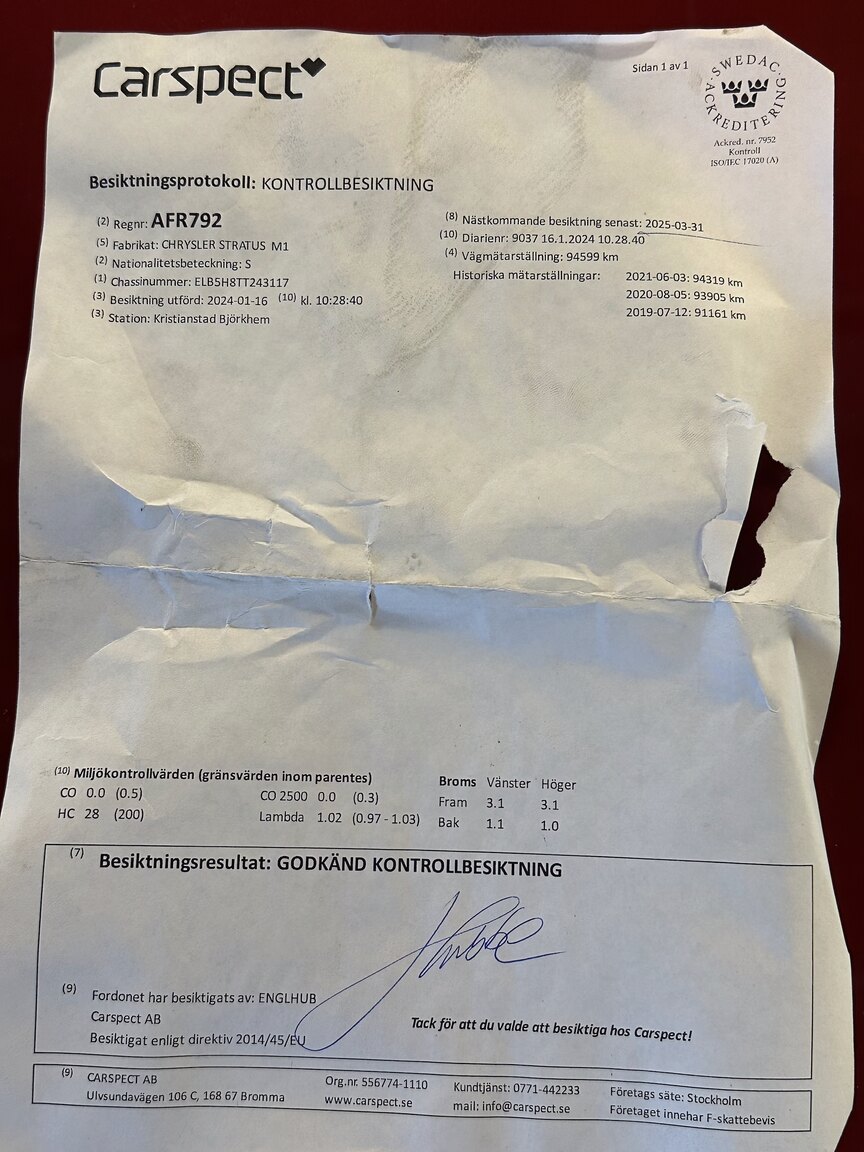 Carspect
Sidan 1 av 1
SWEDAC
ACKREDITERING
Ackred. nr. 7952
Kontroll
ISO/IEC 17020 (A)
Besiktningsprotokoll: KONTROLLBESIKTNING
(2) Regnr: AFR792
(5) Fabrikat: CHRYSLER STRATUS M1
(2) Nationalitetsbeteckning: S
(1) Chassinummer: ELB5H8TT243117
(3) Besiktning utförd: 2024-01-16 (10) kl. 10:28:40
(3) Station: Kristianstad Björkhem
(8) Nästkommande besiktning senast: 2025-03-31
(10) Diarienr: 9037 16.1.2024 10.28.40
(4) Vägmätarställning: 94599 km
Historiska mätarställningar: 2021-06-03: 94319 km
2020-08-05: 93905 km
2019-07-12: 91161 km
(10) Miljökontrollvärden (gränsvärden inom parentes)
CO 0.0 (0.5) CO 2500 0.0 (0.3)
HC 28 (200) Lambda 1.02 (0.97 - 1.03)
Broms Vänster Höger
Fram 3.1 3.1
Bak 1.1 1.0
(7) Besiktningsresultat: GODKÄND KONTROLLBESIKTNING
(9) Fordonet har besiktigats av: ENGLHUB
Carspect AB
Besiktigat enligt direktiv 2014/45/EU
Tack för att du valde att besiktiga hos Carspect!
(9) CARSPECT AB
Ulvsundavägen 106 C, 168 67 Bromma
Org.nr. 556774-1110
www.carspect.se
Kundtjänst: 0771-442233
mail: info@carspect.se
Företags säte: Stockholm
Företaget innehar F-skattebevis